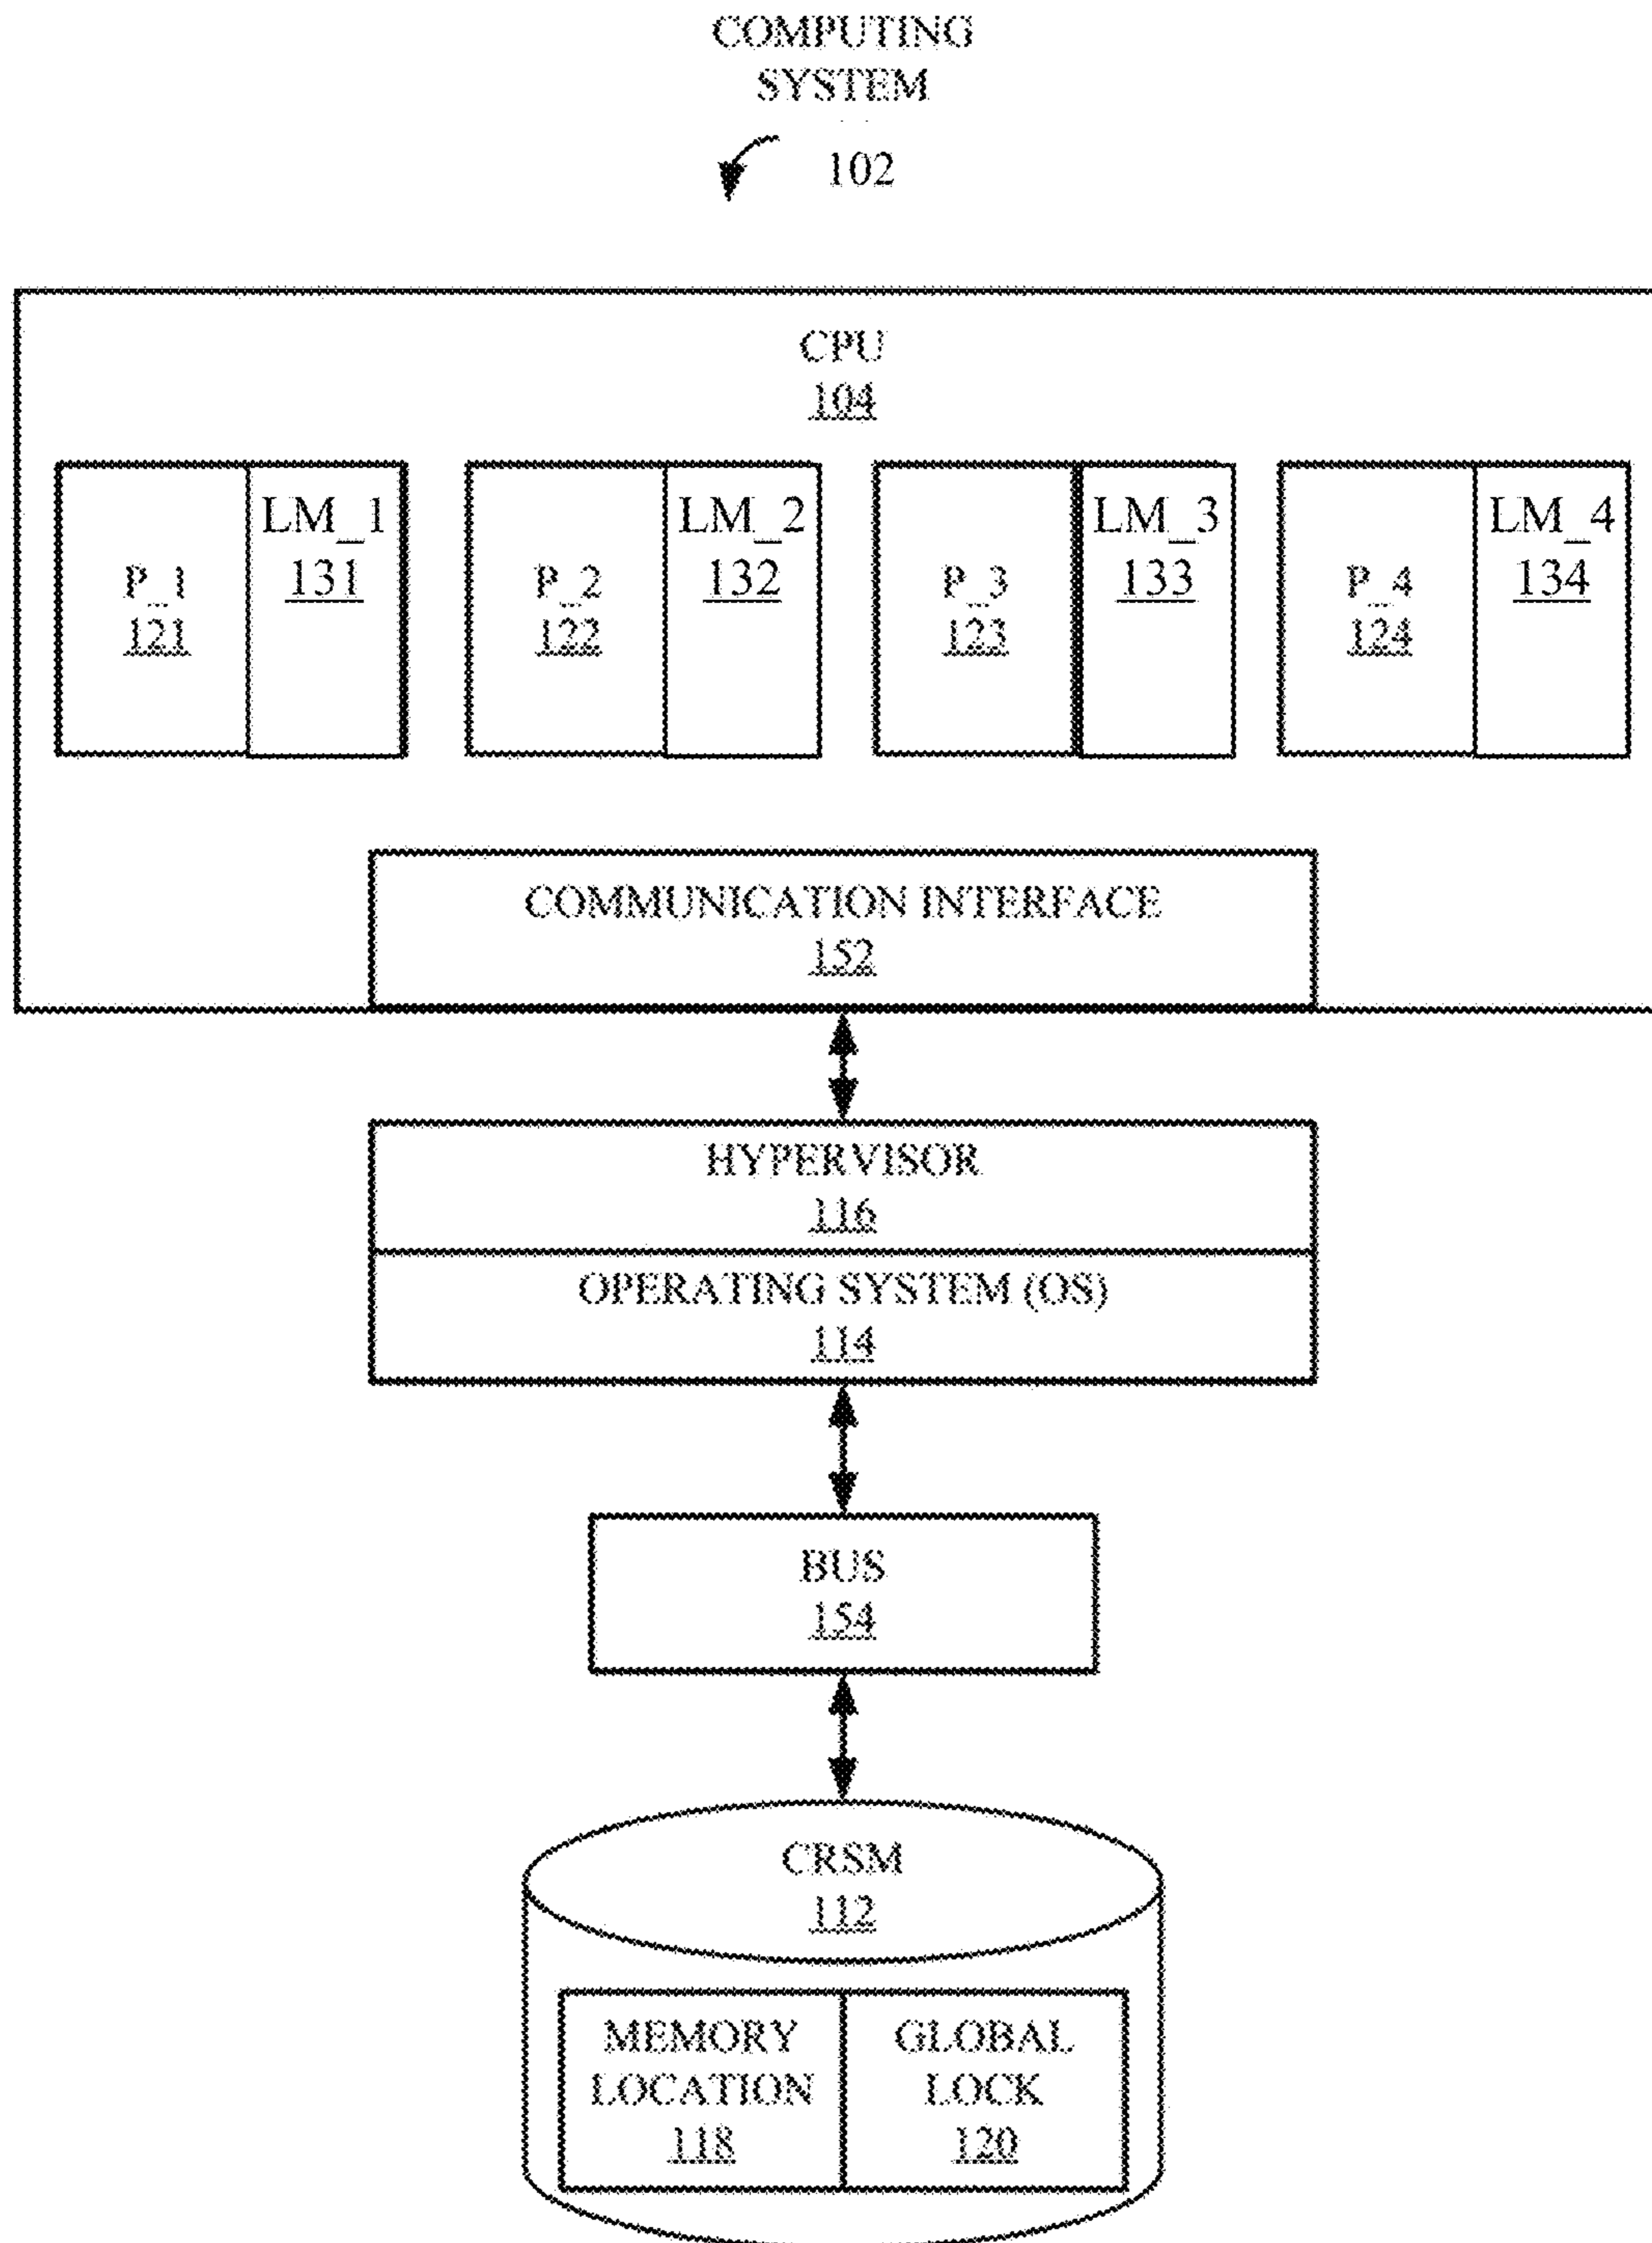 COMPUTING
SYSTEM
102
CPU
104
P_1
121
LM_1
131
P_2
122
LM_2
132
P_3
123
LM_3
133
P_4
124
LM_4
134
COMMUNICATION INTERFACE
152
HYPERVISOR
116
OPERATING SYSTEM (OS)
114
BUS
154
CRSM
112
MEMORY
LOCATION
118
GLOBAL
LOCK
120